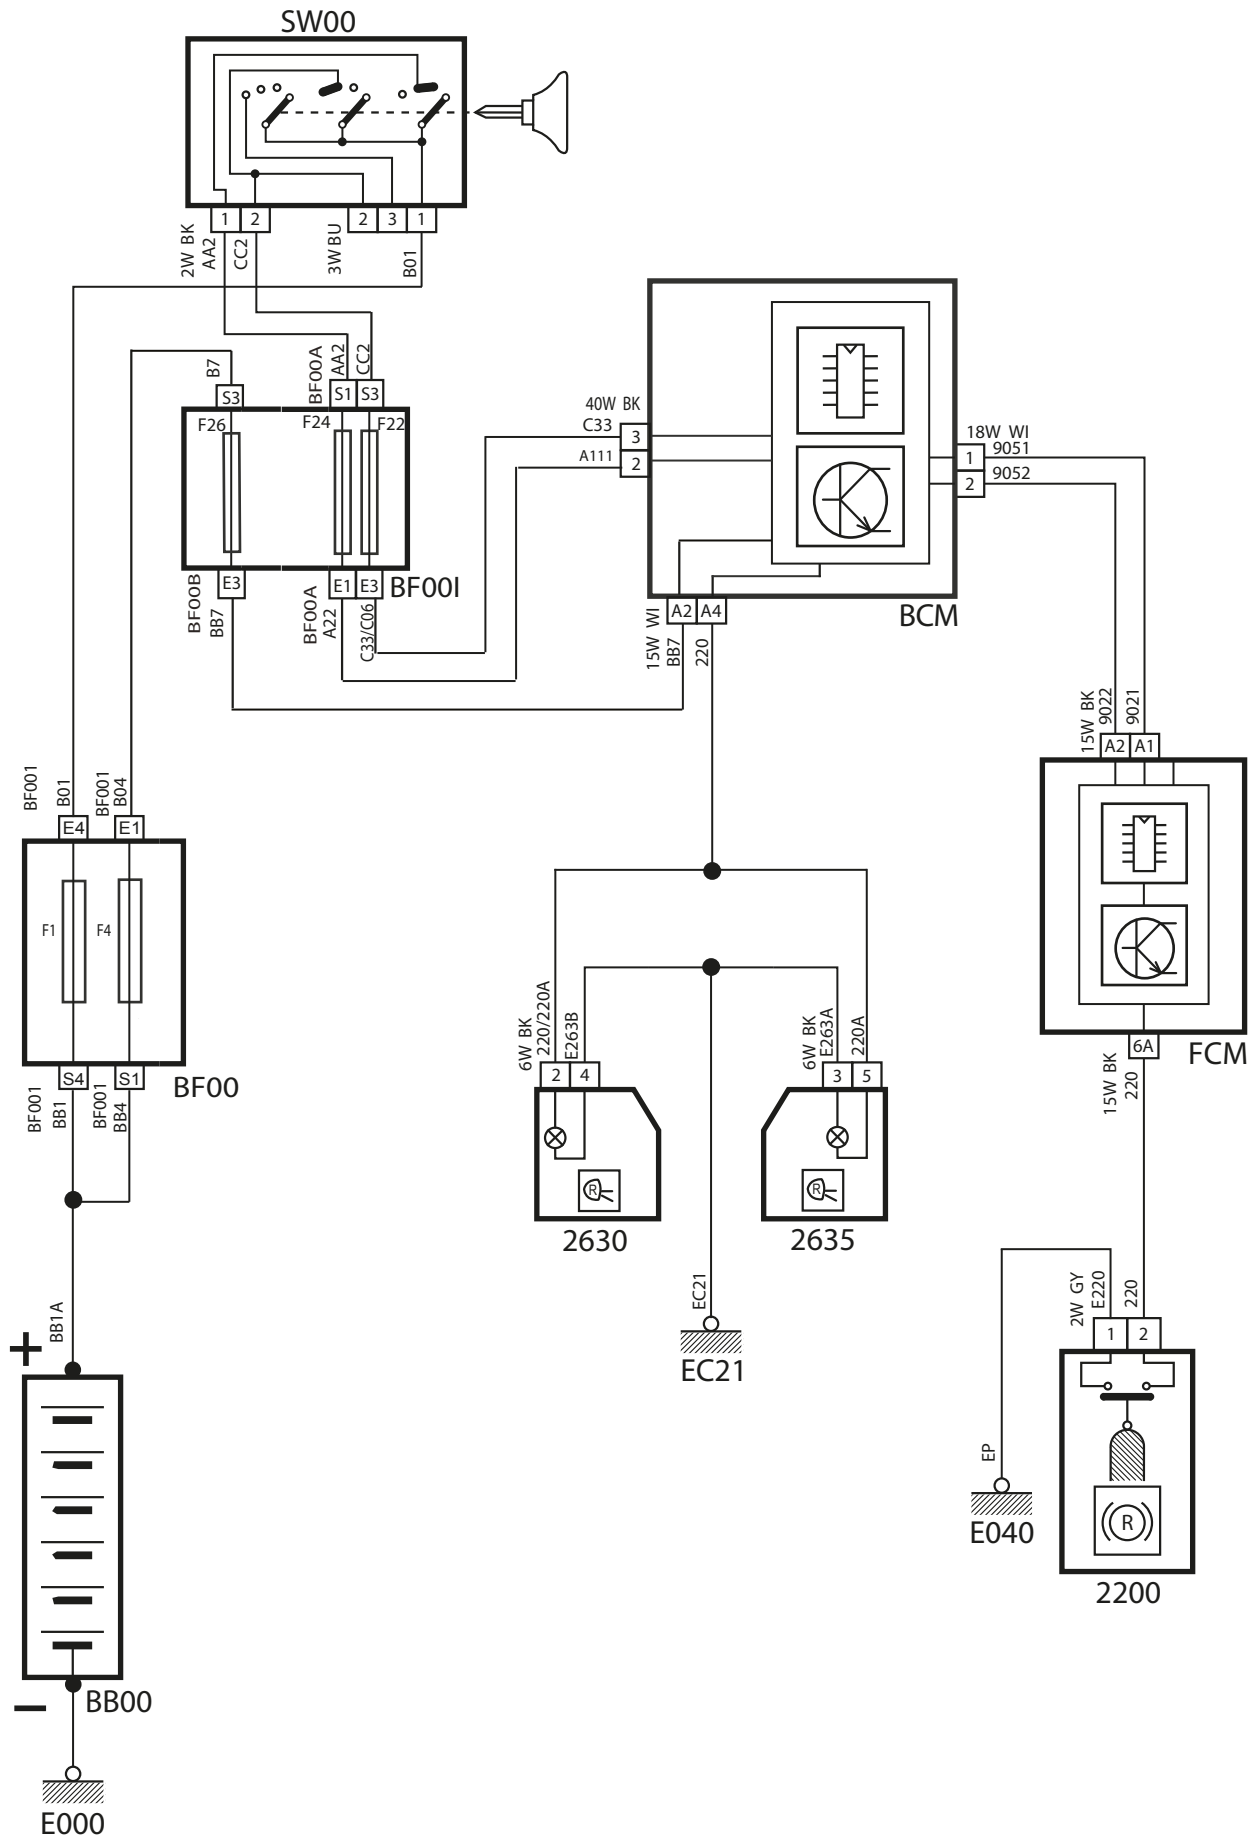 SW00
1 2 2 3 1
2W BK
AA2
CC2
3W BU
B01
B7
BF00A
AA2
CC2
S3 S1 S3
F26 F24 F22
E3 E1 E3
BF00I
BF00B
BB7
BF00A
A22
C33/C06
40W BK
C33
3
A111
2
18W WI
9051
1
9052
2
BCM
A2 A4
15W WI
BB7
220
15W BK
9022
9021
A2 A1
FCM
6A
15W BK
220
BF001
B01
BF001
B04
E4 E1
F1 F4
S4 S1
BF00
BF001
BB1
BF001
BB4
6W BK
220/220A
E263B
2 4
R
2630
6W BK
E263A
220A
3 5
R
2635
EC21
EC21
2W GY
E220
220
1 2
R
2200
EP
E040
BB1A
+
−
BB00
E000